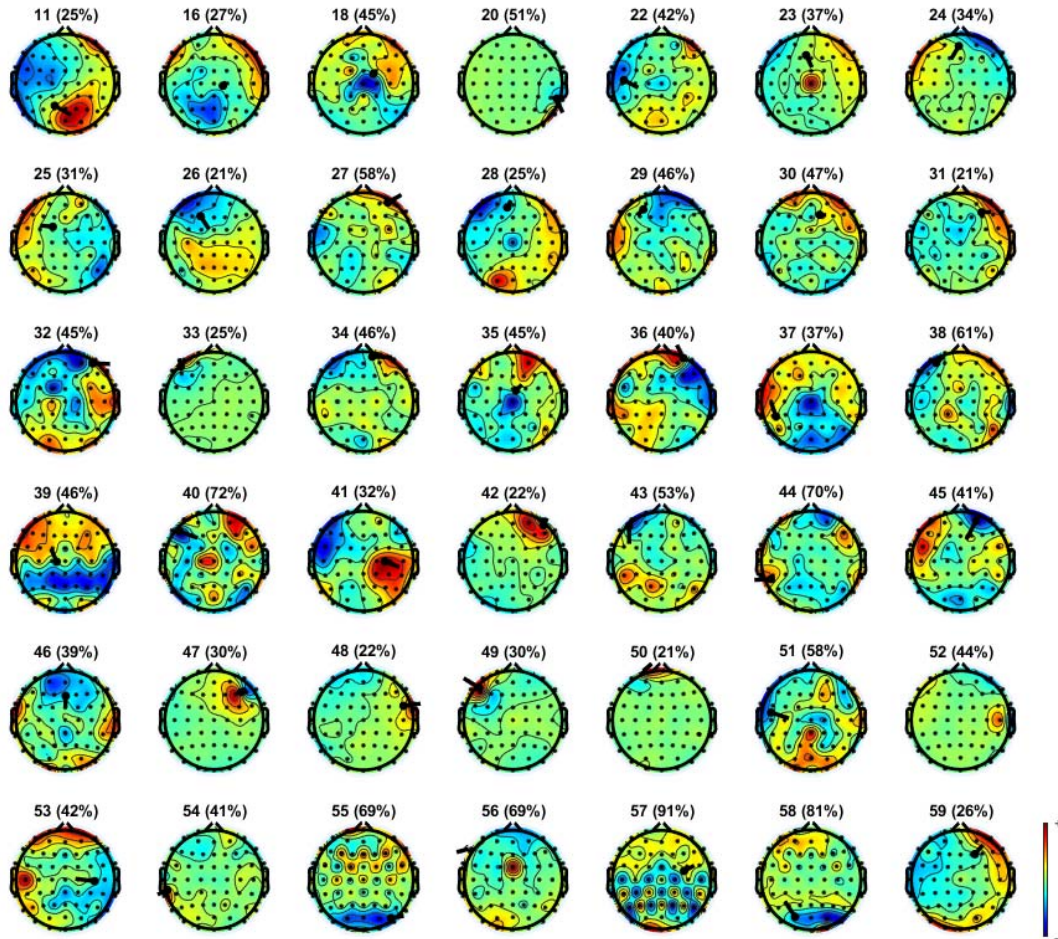 11 (25%) 16 (27%) 18 (45%) 20 (51%) 22 (42%) 23 (37%) 24 (34%)
25 (31%) 26 (21%) 27 (58%) 28 (25%) 29 (46%) 30 (47%) 31 (21%)
32 (45%) 33 (25%) 34 (46%) 35 (45%) 36 (40%) 37 (37%) 38 (61%)
39 (46%) 40 (72%) 41 (32%) 42 (22%) 43 (53%) 44 (70%) 45 (41%)
46 (39%) 47 (30%) 48 (22%) 49 (30%) 50 (21%) 51 (58%) 52 (44%)
53 (42%) 54 (41%) 55 (69%) 56 (69%) 57 (91%) 58 (81%) 59 (26%)